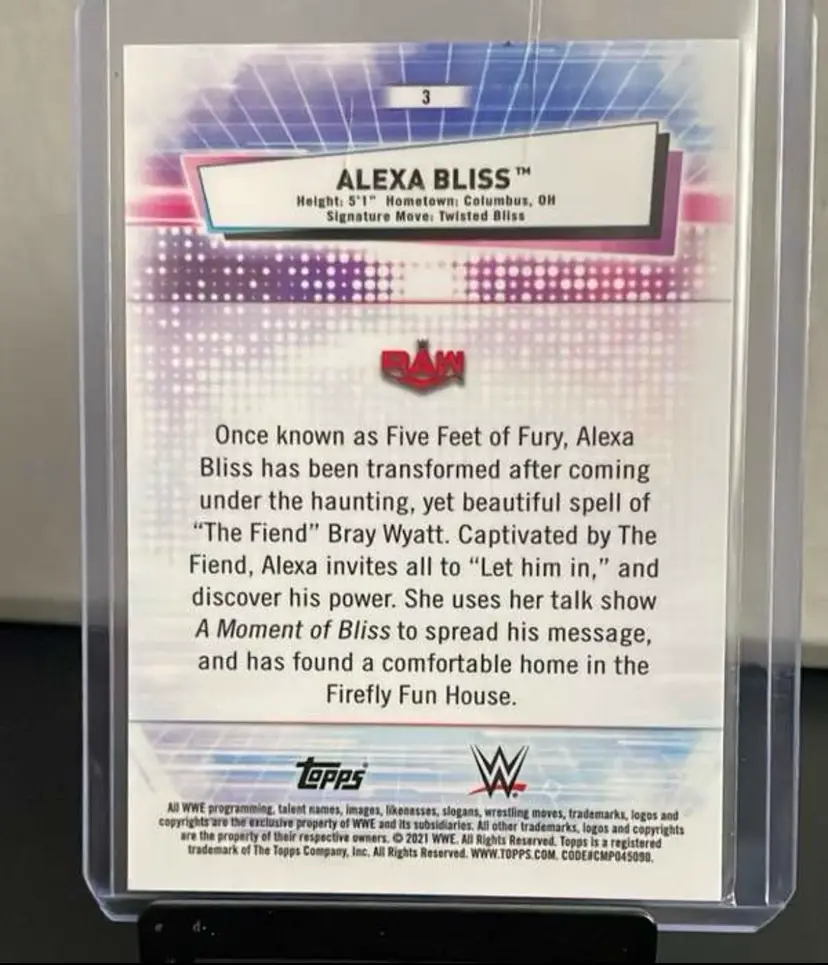 3
ALEXA BLISS™
Height: 5'1" Hometown: Columbus, OH
Signature Move: Twisted Bliss
RAW
Once known as Five Feet of Fury, Alexa
Bliss has been transformed after coming
under the haunting, yet beautiful spell of
“The Fiend” Bray Wyatt. Captivated by The
Fiend, Alexa invites all to “Let him in,” and
discover his power. She uses her talk show
A Moment of Bliss to spread his message,
and has found a comfortable home in the
Firefly Fun House.
Topps W
All WWE programming, talent names, images, likenesses, slogans, wrestling moves, trademarks, logos and
copyrights are the exclusive property of WWE and its subsidiaries. All other trademarks, logos and copyrights
are the property of their respective owners. © 2021 WWE. All Rights Reserved. Topps is a registered
trademark of The Topps Company, Inc. All Rights Reserved. WWW.TOPPS.COM. CODE#CMP045090.